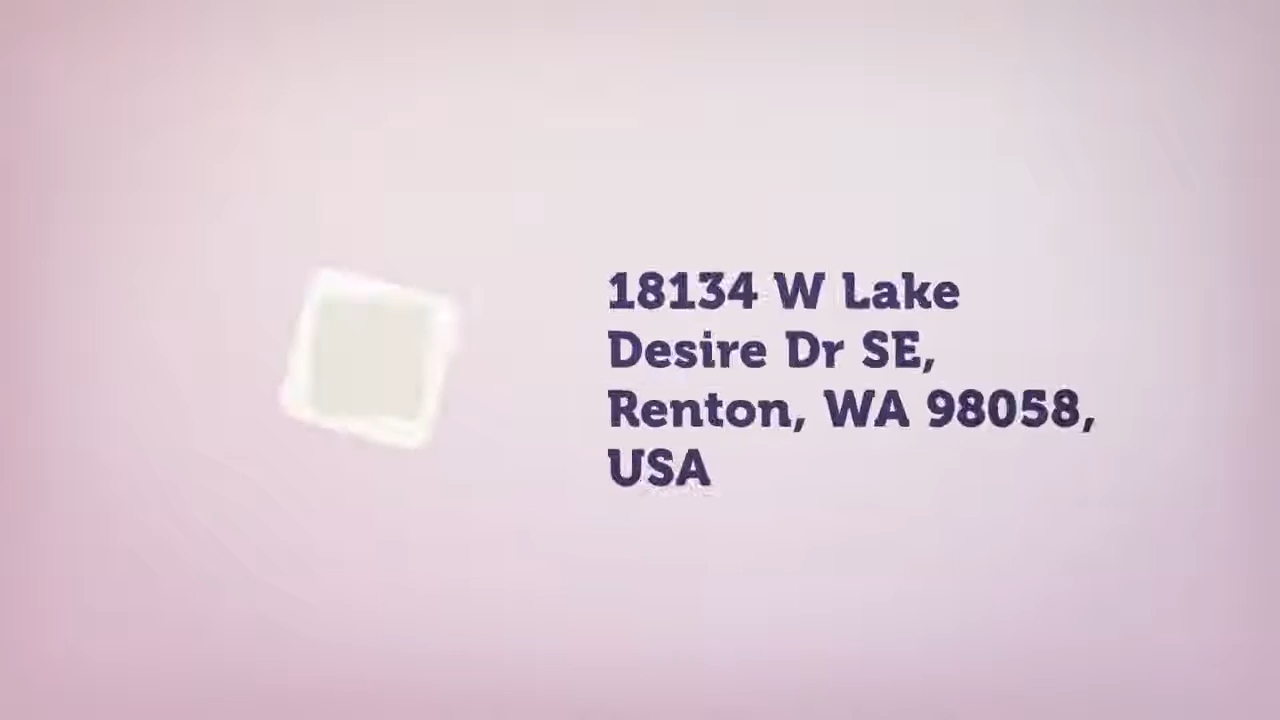 18134 W Lake
Desire Dr SE,
Renton, WA 98058,
USA